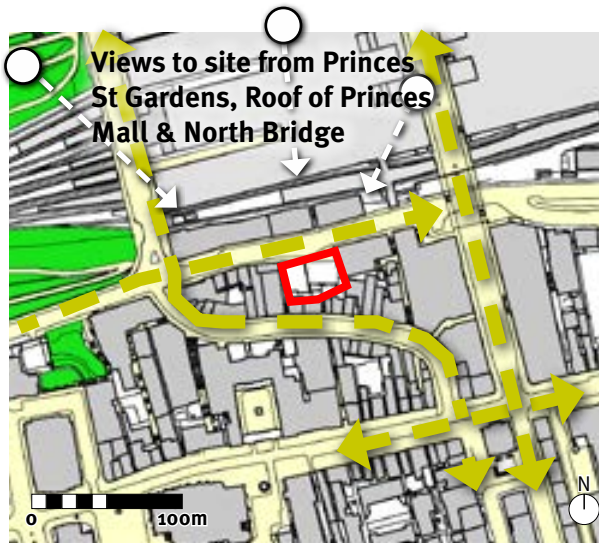 Views to site from Princes
St Gardens, Roof of Princes
Mall & North Bridge
N
0 100m